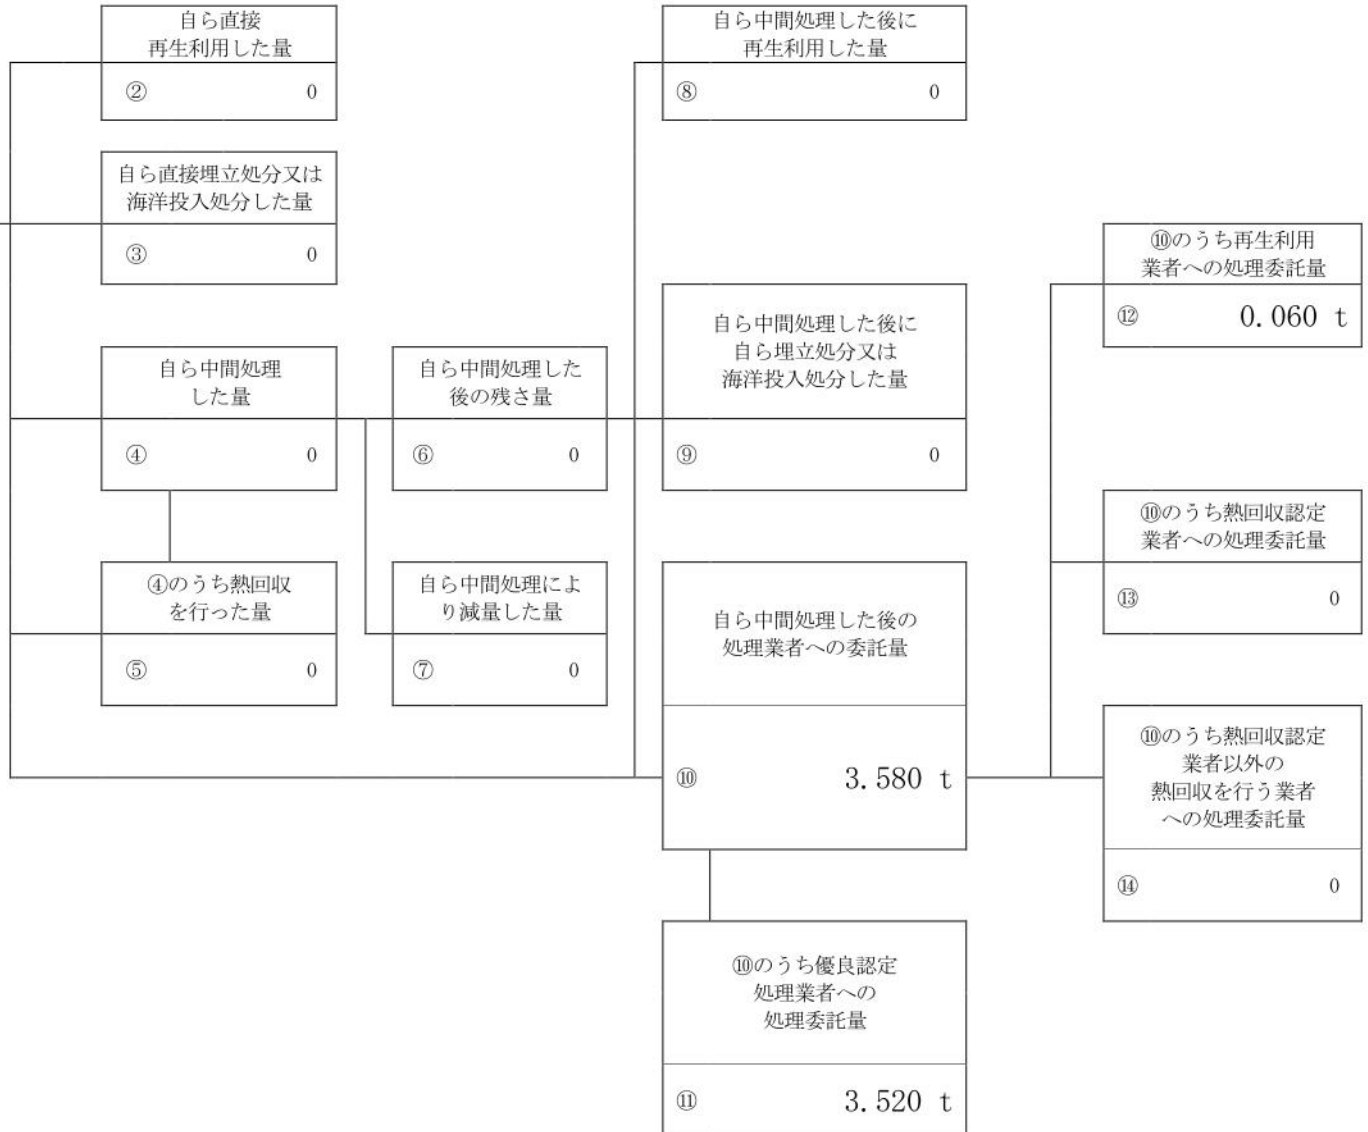 自ら直接
再生利用した量
② 0
自ら中間処理した後に
再生利用した量
⑧ 0
自ら直接埋立処分又は
海洋投入処分した量
③ 0
⑩のうち再生利用
業者への処理委託量
⑫ 0.060 t
自ら中間処理した後に
自ら埋立処分又は
海洋投入処分した量
⑨ 0
自ら中間処理
した量
④ 0
自ら中間処理した
後の残さ量
⑥ 0
⑩のうち熱回収認定
業者への処理委託量
⑬ 0
④のうち熱回収
を行った量
⑤ 0
自ら中間処理によ
り減量した量
⑦ 0
自ら中間処理した後の
処理業者への委託量
⑩ 3.580 t
⑩のうち熱回収認定
業者以外の
熱回収を行う業者
への処理委託量
⑭ 0
⑩のうち優良認定
処理業者への
処理委託量
⑪ 3.520 t